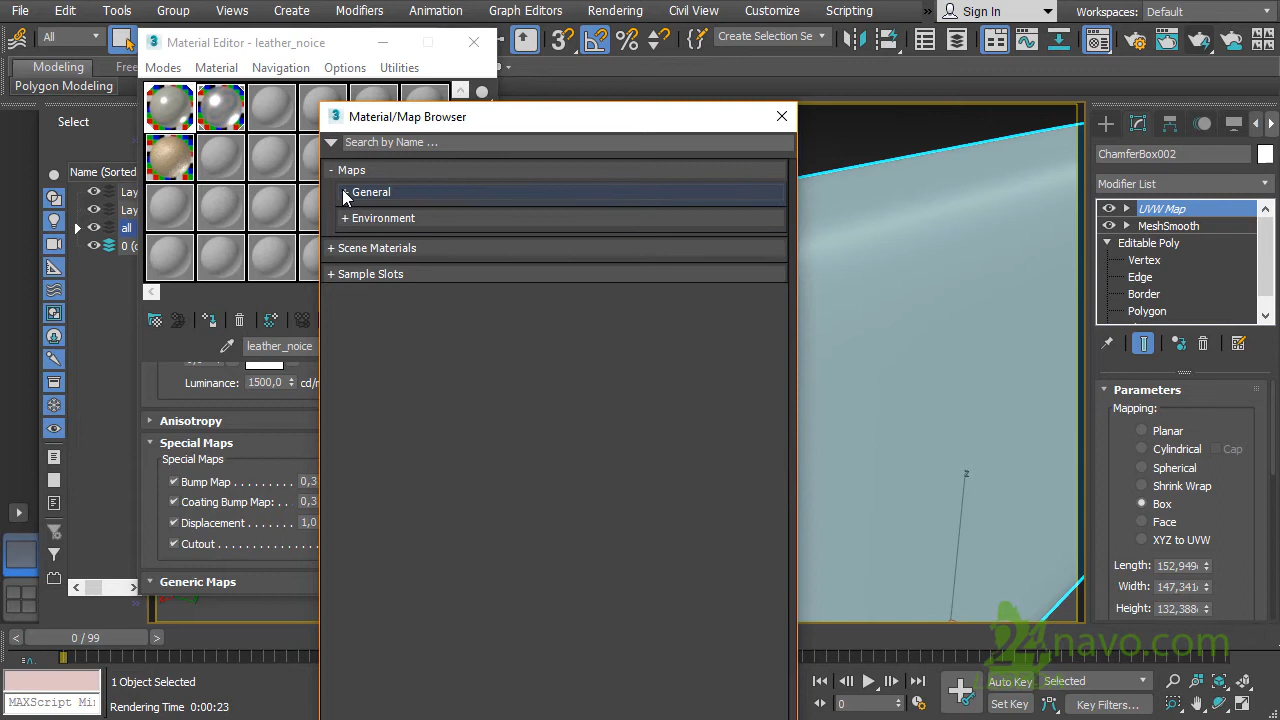 File Edit Tools Group Views Create Modifiers Animation Graph Editors Rendering Civil View Customize Scripting » Sign In Workspaces: Default
All Create Selection Se
Modeling Free
Polygon Modeling
Select
Name (Sorted
Lay
Lay
all
0 (d
Material Editor - leather_noice
Modes Material Navigation Options Utilities
leather_noice
Luminance: 1500,0 cd/m
Anisotropy
Special Maps
Special Maps
Bump Map . . . . . . . . . 0,3
Coating Bump Map: . . 0,3
Displacement . . . . . . . 1,0
Cutout . . . . . . . . . . . . . . .
Generic Maps
Material/Map Browser
Search by Name ...
- Maps
+ General
+ Environment
+ Scene Materials
+ Sample Slots
z
ChamferBox002
Modifier List
UVW Map
MeshSmooth
Editable Poly
Vertex
Edge
Border
Polygon
Parameters
Mapping:
Planar
Cylindrical Cap
Spherical
Shrink Wrap
Box
Face
XYZ to UVW
Length: 152,949
Width: 147,341
Height: 132,388
24navo.com
0 / 99
1 Object Selected
Rendering Time 0:00:23
MAXScript Mi
Auto Key Selected
Set Key Key Filters...
0